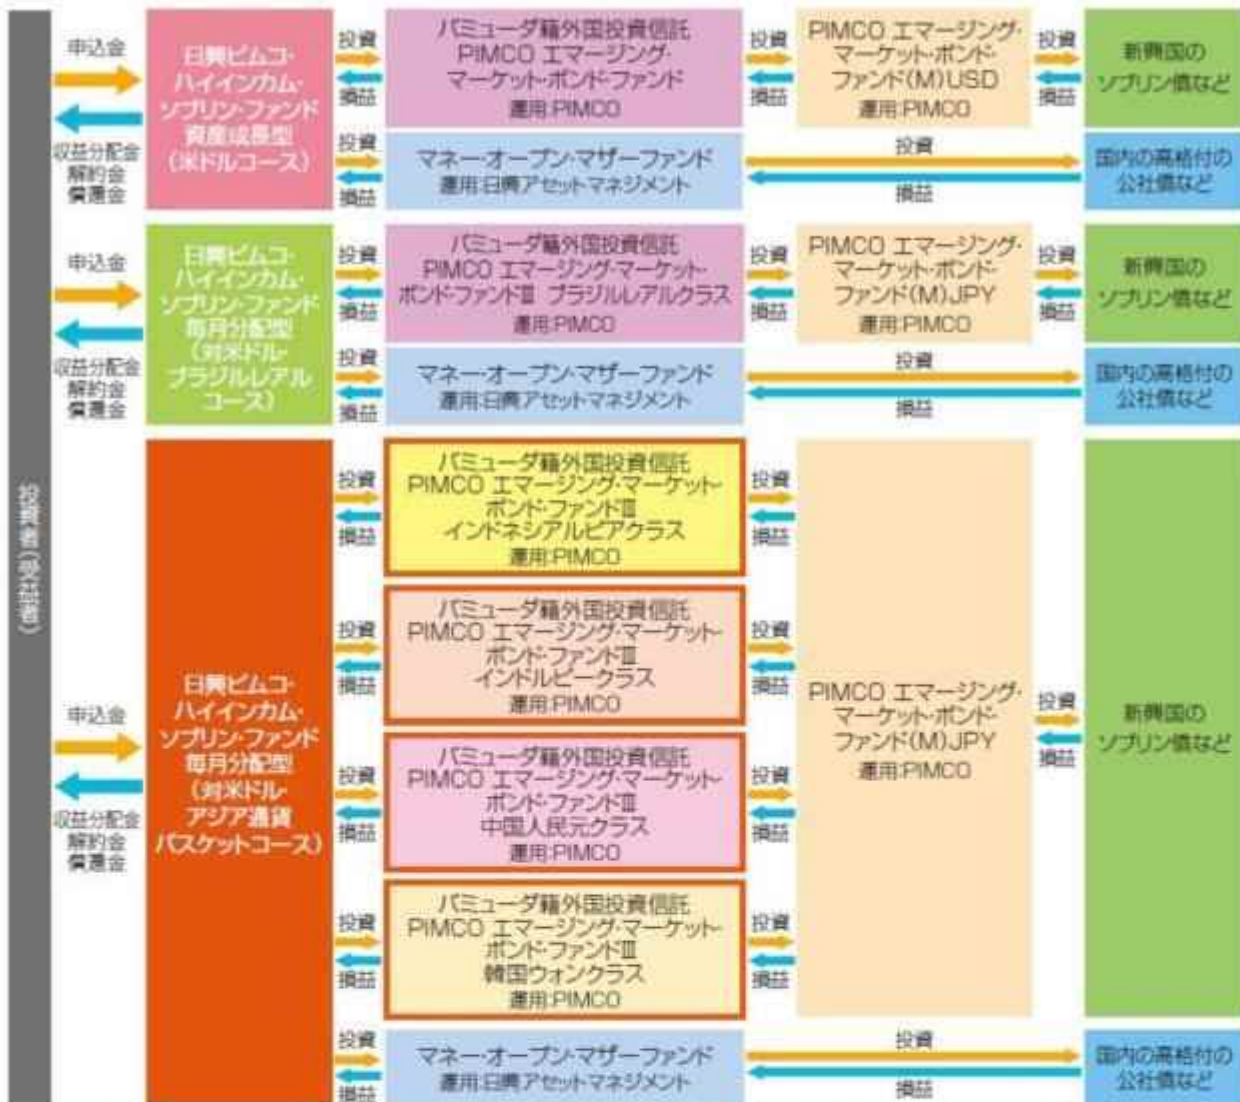 投資者(受益者)
申込金
収益分配金
解約金
償還金
日興ピムコ・
ハイインカム・
ソブリン・ファンド
資産成長型
(米ドルコース)
投資
損益
バミューダ籍外国投資信託
PIMCO エマージング・
マーケット・ボンド・ファンド
運用:PIMCO
投資
損益
PIMCO エマージング・
マーケット・ボンド・
ファンド(M)USD
運用:PIMCO
投資
損益
新興国の
ソブリン債など
投資
損益
マネー・オープン・マザーファンド
運用:日興アセットマネジメント
投資
損益
国内の高格付の
公社債など
申込金
収益分配金
解約金
償還金
日興ピムコ・
ハイインカム・
ソブリン・ファンド
毎月分配型
(対米ドル・
ブラジルレアル
コース)
投資
損益
バミューダ籍外国投資信託
PIMCO エマージング・マーケット・
ボンド・ファンドⅢ ブラジルレアルクラス
運用:PIMCO
投資
損益
PIMCO エマージング・
マーケット・ボンド・
ファンド(M)JPY
運用:PIMCO
投資
損益
新興国の
ソブリン債など
投資
損益
マネー・オープン・マザーファンド
運用:日興アセットマネジメント
投資
損益
国内の高格付の
公社債など
申込金
収益分配金
解約金
償還金
日興ピムコ・
ハイインカム・
ソブリン・ファンド
毎月分配型
(対米ドル・
アジア通貨
バスケットコース)
投資
損益
バミューダ籍外国投資信託
PIMCO エマージング・マーケット・
ボンド・ファンドⅢ
インドネシアルピアクラス
運用:PIMCO
投資
損益
投資
損益
バミューダ籍外国投資信託
PIMCO エマージング・マーケット・
ボンド・ファンドⅢ
インドルピークラス
運用:PIMCO
投資
損益
投資
損益
バミューダ籍外国投資信託
PIMCO エマージング・マーケット・
ボンド・ファンドⅢ
中国人民元クラス
運用:PIMCO
投資
損益
投資
損益
バミューダ籍外国投資信託
PIMCO エマージング・マーケット・
ボンド・ファンドⅢ
韓国ウォンクラス
運用:PIMCO
投資
損益
PIMCO エマージング・
マーケット・ボンド・
ファンド(M)JPY
運用:PIMCO
投資
損益
新興国の
ソブリン債など
投資
損益
マネー・オープン・マザーファンド
運用:日興アセットマネジメント
投資
損益
国内の高格付の
公社債など